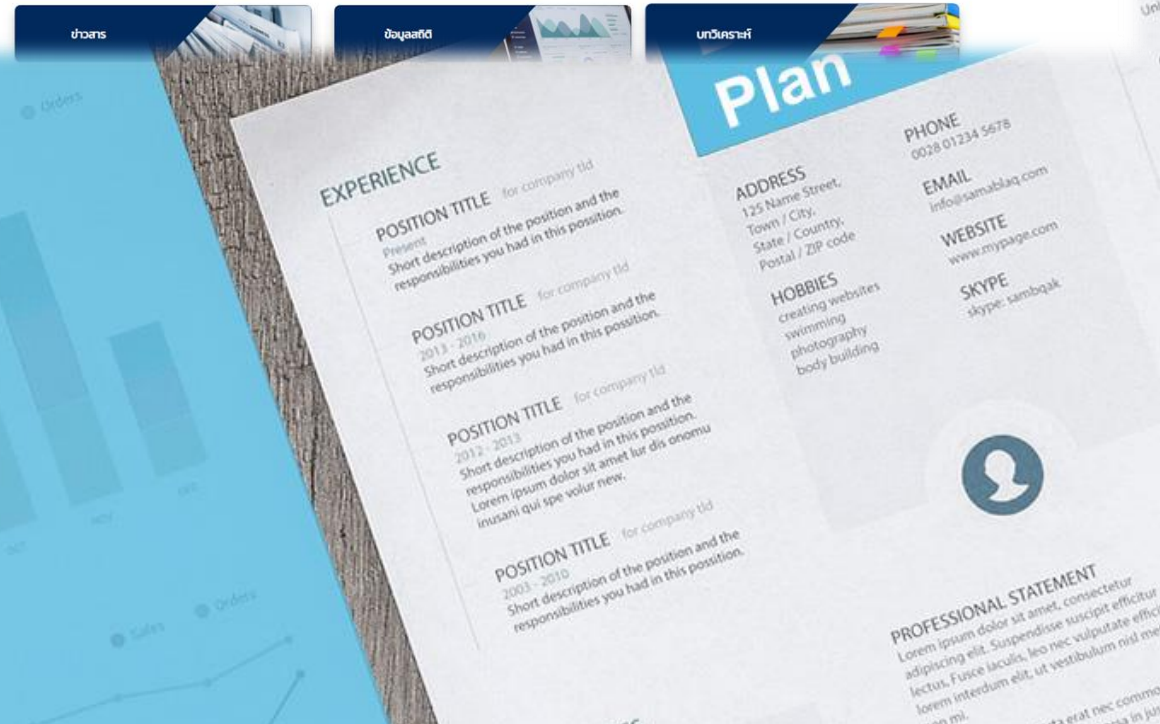 ข่าวสาร
ข้อมูลสถิติ
บทวิเคราะห์
Plan
Orders
EXPERIENCE
POSITION TITLE for company tld
Present
Short description of the position and the
responsibilities you had in this possition.
POSITION TITLE for company tld
2013 - 2016
Short description of the position and the
responsibilities you had in this possition.
POSITION TITLE for company tld
2012 - 2013
Short description of the position and the
responsibilities you had in this possition.
Lorem ipsum dolor sit amet lur dis onomu
inusani qui spe volur new.
POSITION TITLE for company tld
2003 - 2010
Short description of the position and the
responsibilities you had in this possition.
ADDRESS
125 Name Street,
Town / City,
State / Country,
Postal / ZIP code
HOBBIES
creating websites
swimming
photography
body building
PHONE
0028 01234 5678
EMAIL
info@samablaq.com
WEBSITE
www.mypage.com
SKYPE
skype: sambqak
PROFESSIONAL STATEMENT
Lorem ipsum dolor sit amet, consectetur
adipiscing elit. Suspendisse suscipit efficitur
lectus. Fusce iaculis, leo nec vulputate
lorem interdum elit, ut vestibulum nisl
erat nec
OCT
NOV
DEC
Sales
Orders